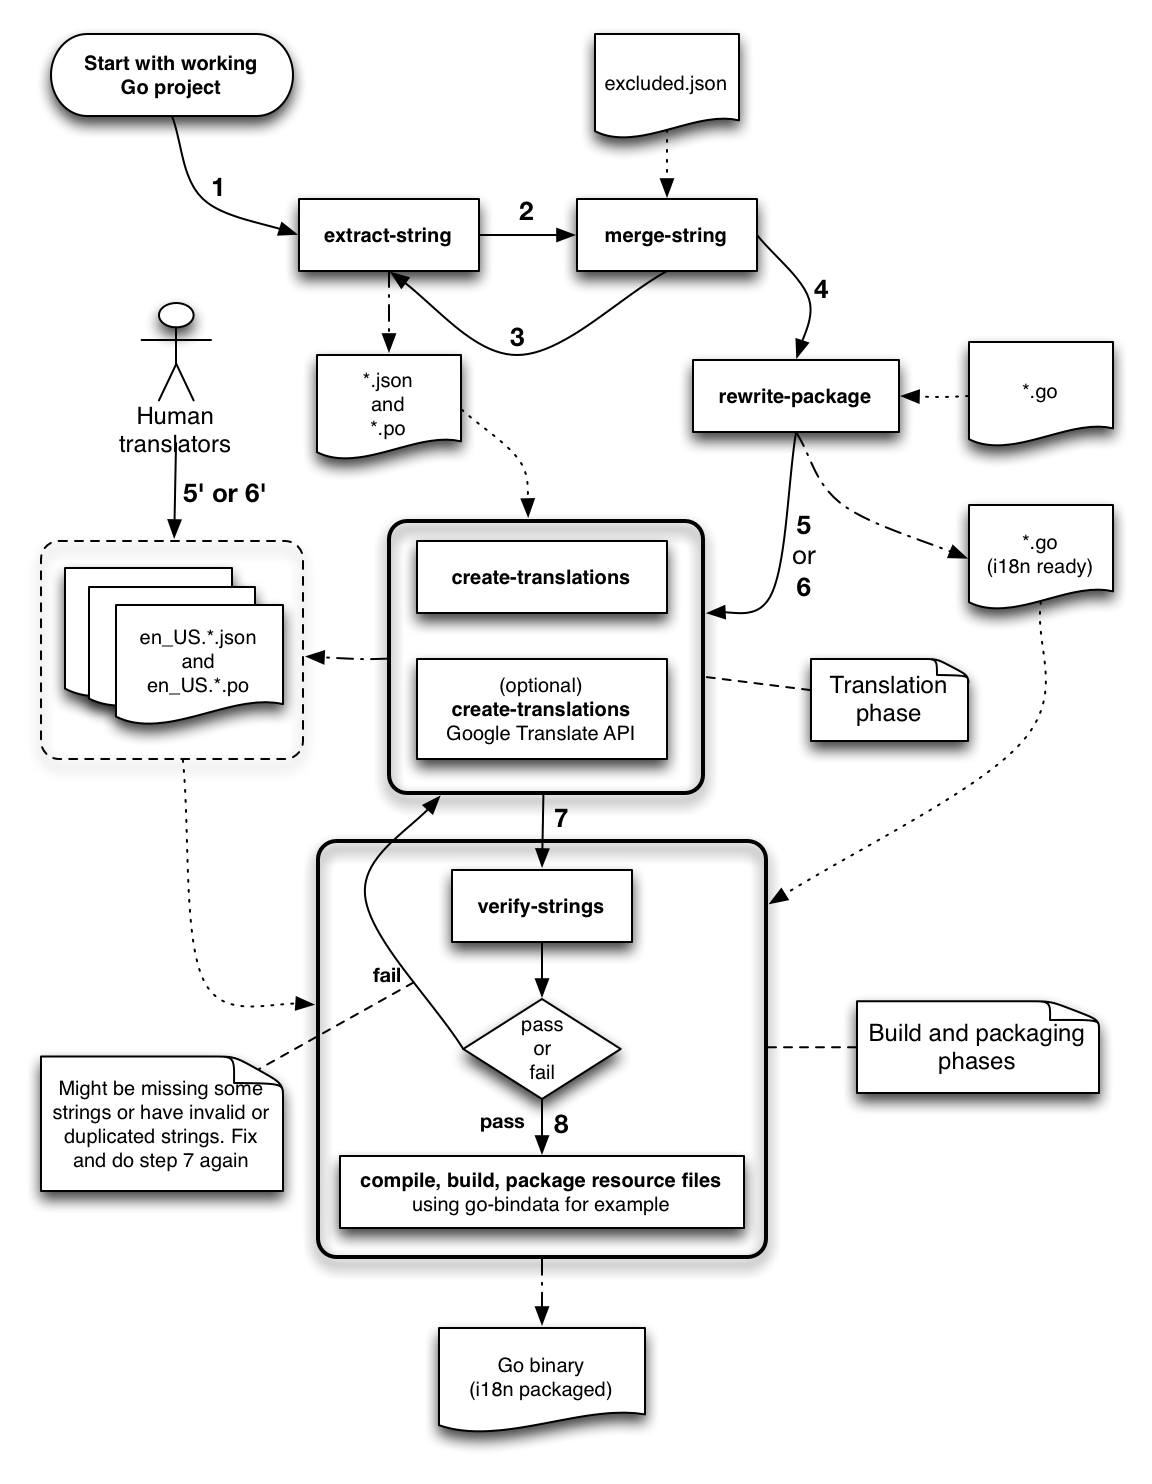 Start with working
Go project
excluded.json
1
extract-string
2
merge-string
3
4
*.json
and
*.po
rewrite-package
*.go
Human
translators
5' or 6'
5
or
6
*.go
(i18n ready)
create-translations
en_US.*.json
and
en_US.*.po
(optional)
create-translations
Google Translate API
Translation
phase
7
verify-strings
fail
pass
or
fail
Build and packaging
phases
Might be missing some
strings or have invalid or
duplicated strings. Fix
and do step 7 again
pass
8
compile, build, package resource files
using go-bindata for example
Go binary
(i18n packaged)